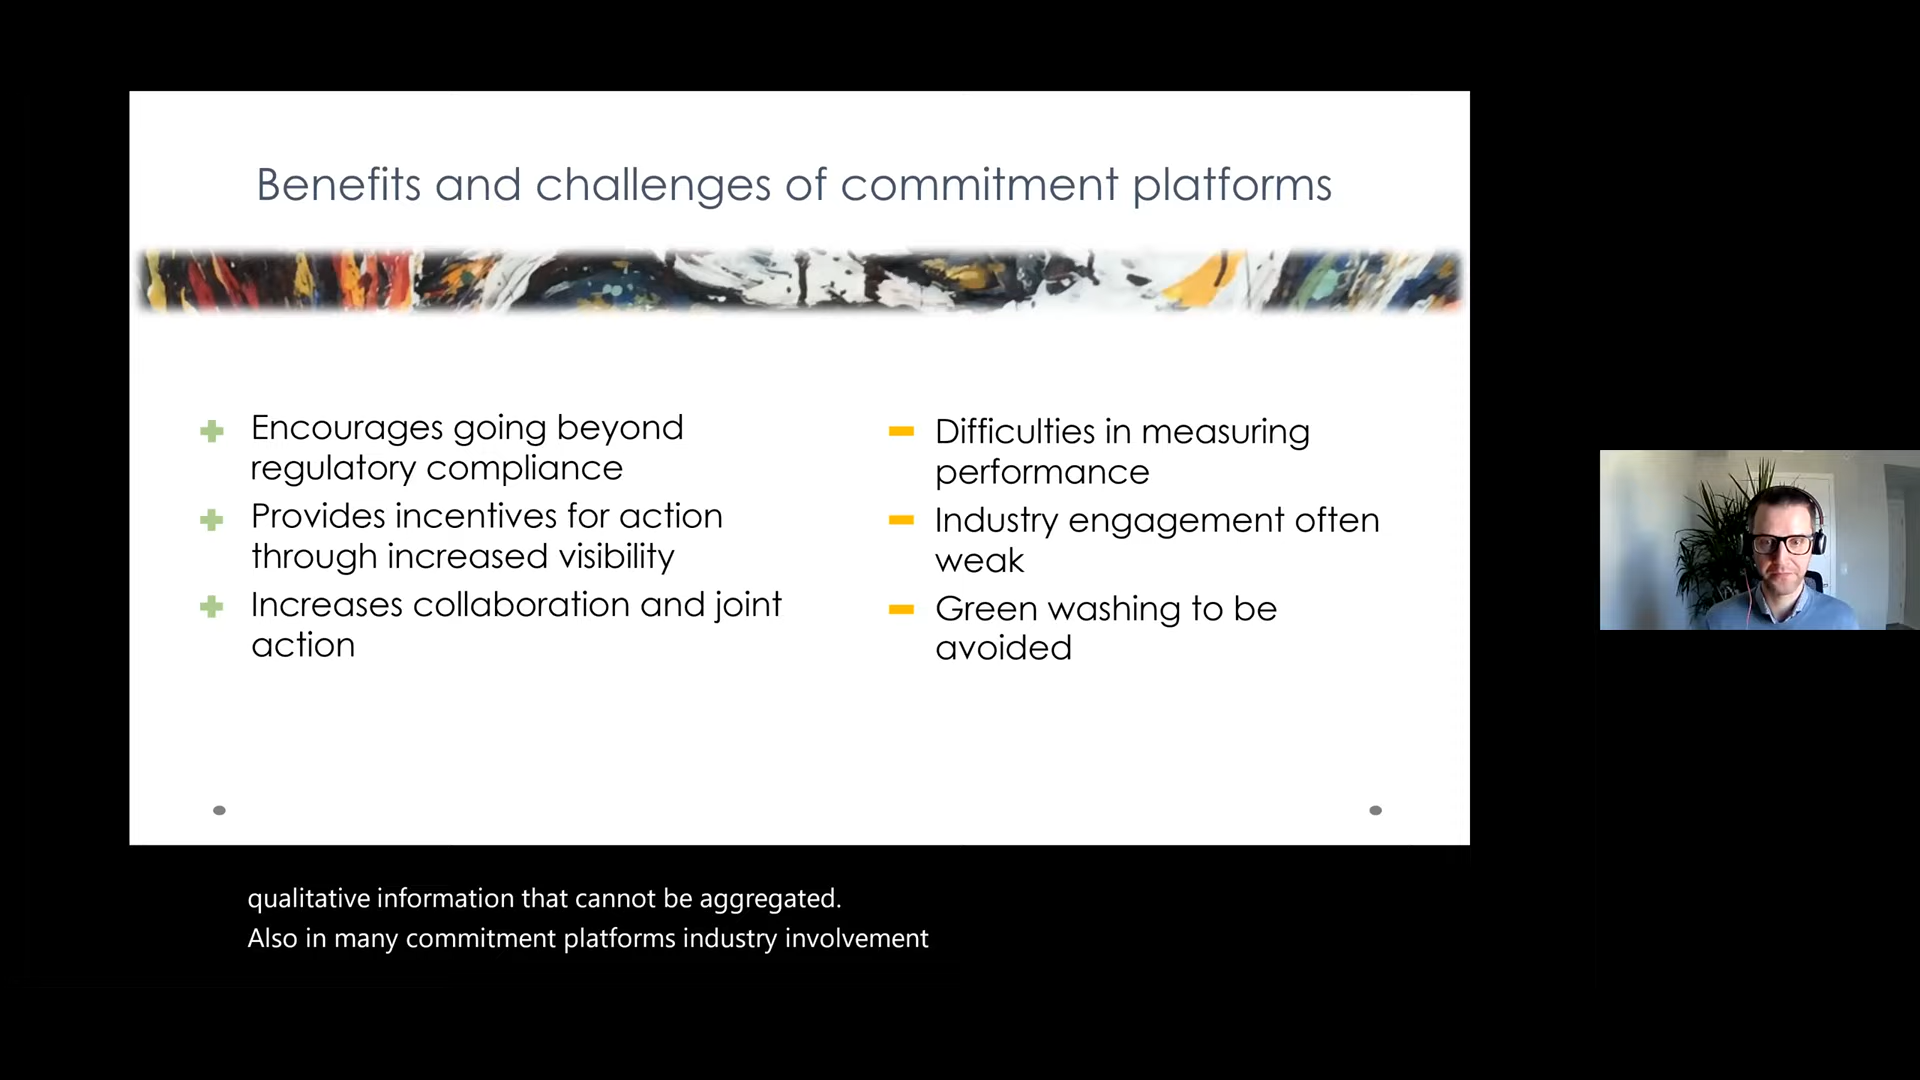 Benefits and challenges of commitment platforms
Encourages going beyond
regulatory compliance
Provides incentives for action
through increased visibility
Increases collaboration and joint
action
Difficulties in measuring
performance
Industry engagement often
weak
Green washing to be
avoided
qualitative information that cannot be aggregated.
Also in many commitment platforms industry involvement